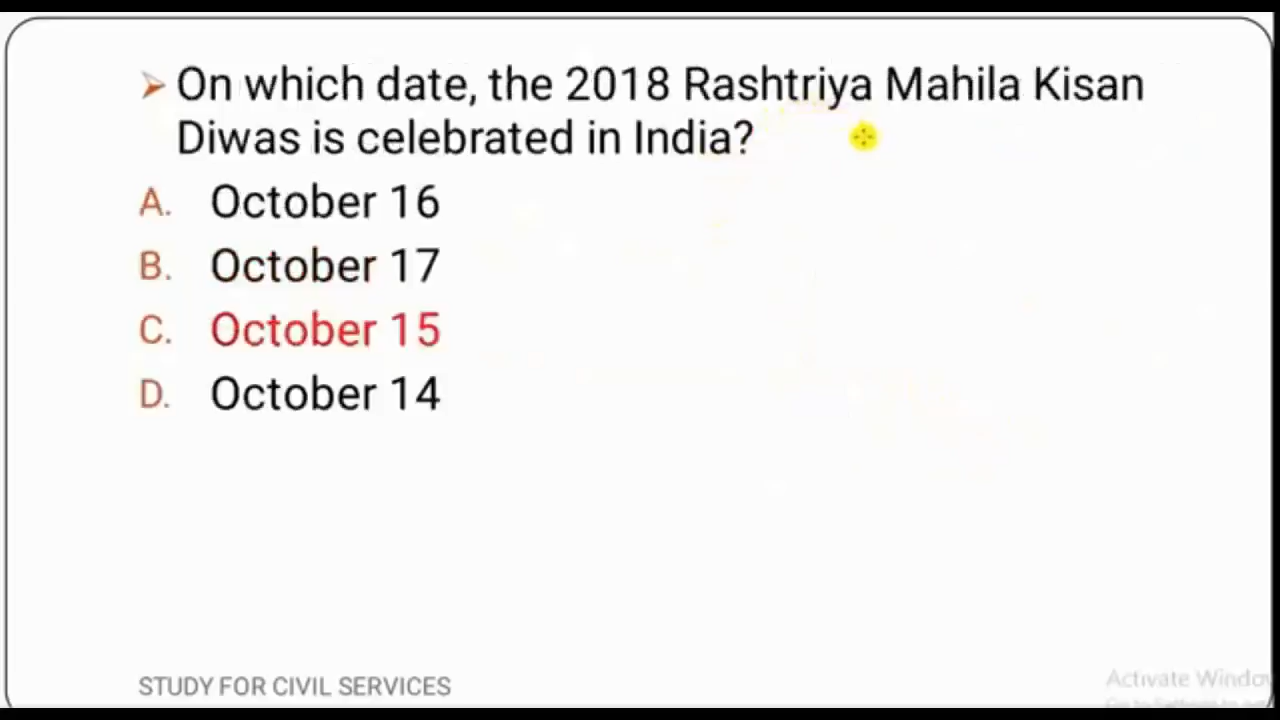 ➢ On which date, the 2018 Rashtriya Mahila Kisan
Diwas is celebrated in India?
A. October 16
B. October 17
C. October 15
D. October 14
STUDY FOR CIVIL SERVICES
Activate